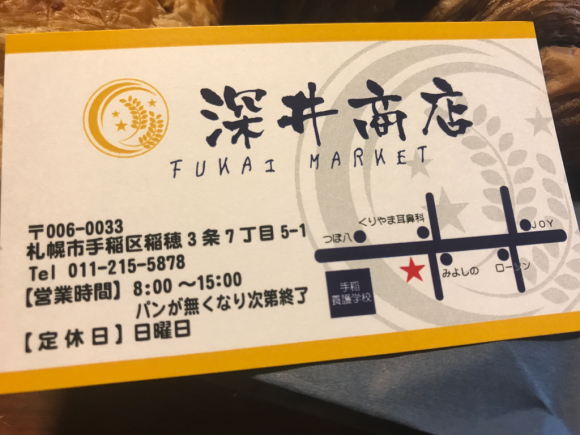 深井商店
FUKAI MARKET
〒006-0033
札幌市手稲区稲穂3条7丁目5-1
Tel 011-215-5878
【営業時間】8:00～15:00
パンが無くなり次第終了
【定休日】日曜日
くりやま耳鼻科
つぼ八
JOY
みよしの
ローソン
手稲
養護学校